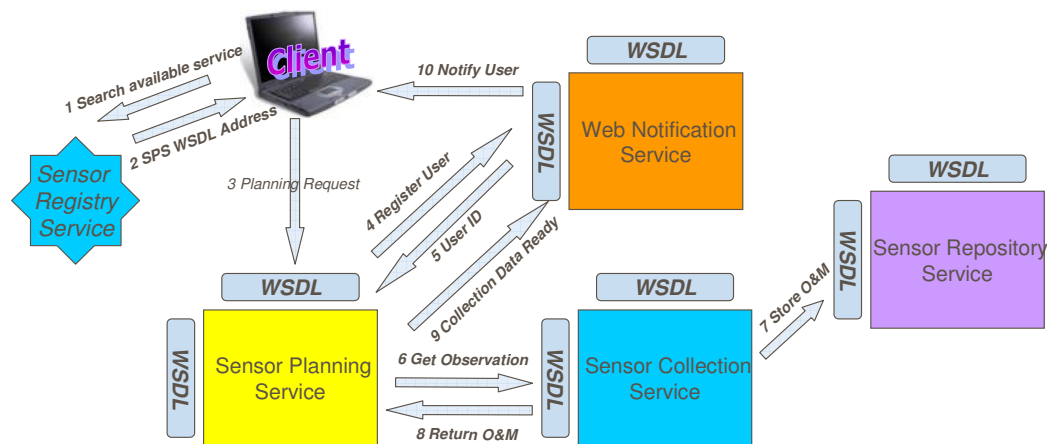 Client
1 Search available service
2 SPS WSDL Address
Sensor
Registry
Service
3 Planning Request
10 Notify User
WSDL
WSDL
Web Notification
Service
4 Register User
5 User ID
9 Collection Data Ready
WSDL
WSDL
Sensor Repository
Service
7 Store O&M
WSDL
WSDL
Sensor Planning
Service
6 Get Observation
8 Return O&M
WSDL
WSDL
Sensor Collection
Service